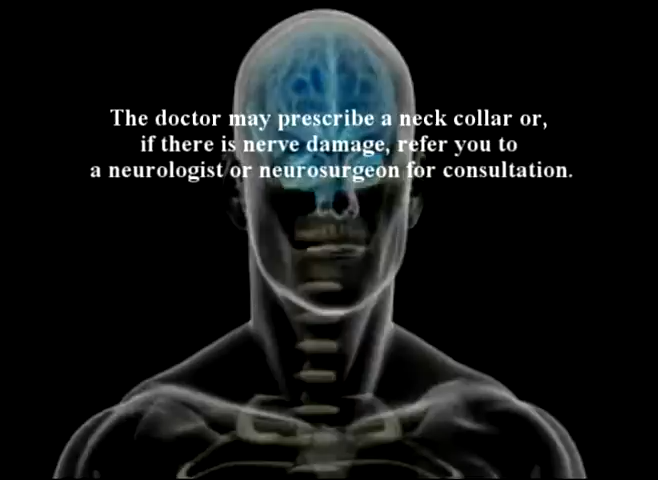 The doctor may prescribe a neck collar or,
if there is nerve damage, refer you to
a neurologist or neurosurgeon for consultation.